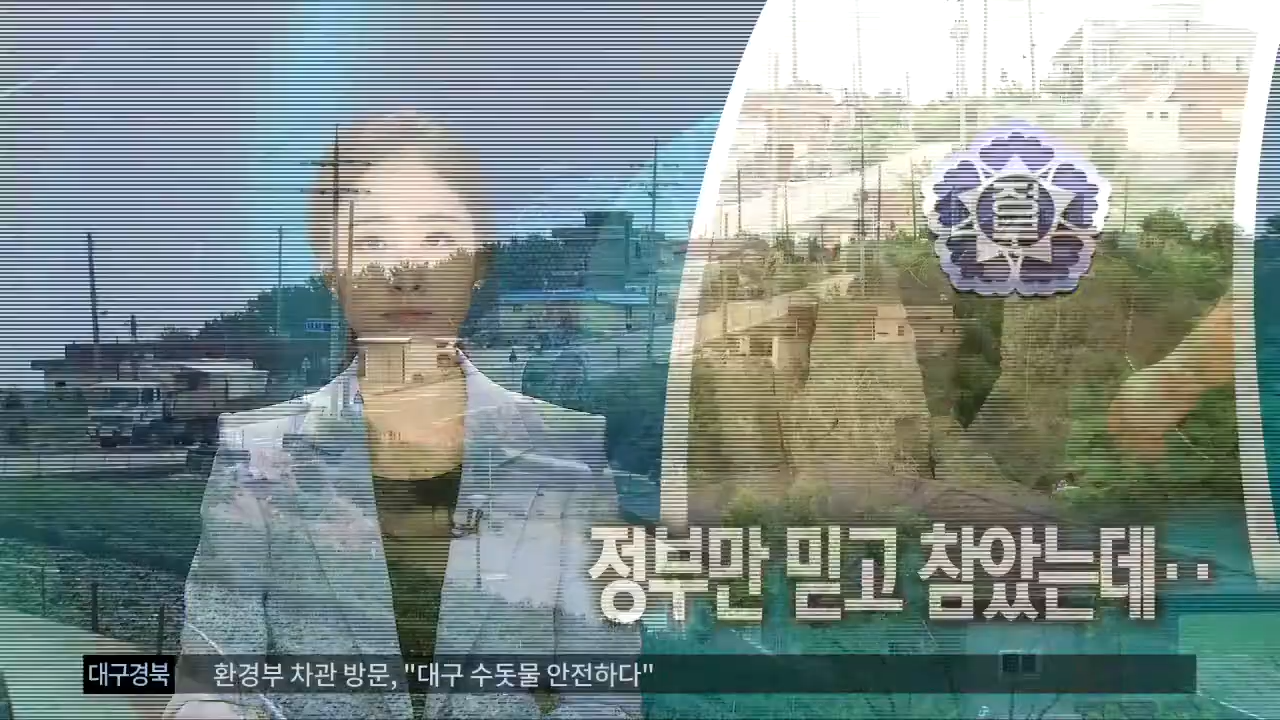 정부만 믿고 참았는데‥
대구경북 환경부 차관 방문, "대구 수돗물 안전하다"